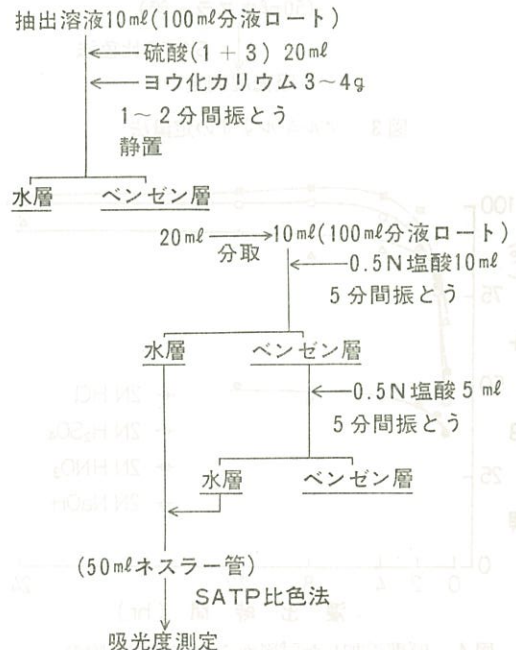 抽出溶液10mℓ(100mℓ分液ロート)
硫酸(1+3) 20mℓ
ヨウ化カリウム3~4g
1~2分間振とう
静置
水層 ベンゼン層
20mℓ→10mℓ(100mℓ分液ロート)
分取
0.5N塩酸10mℓ
5分間振とう
水層 ベンゼン層
0.5N塩酸5mℓ
5分間振とう
水層 ベンゼン層
(50mℓネスラー管)
SATP比色法
吸光度測定